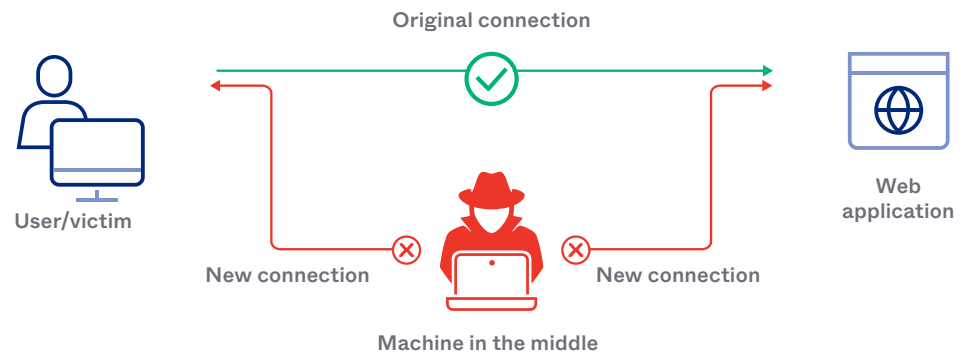 Original connection
User/victim
Web
application
New connection
New connection
Machine in the middle